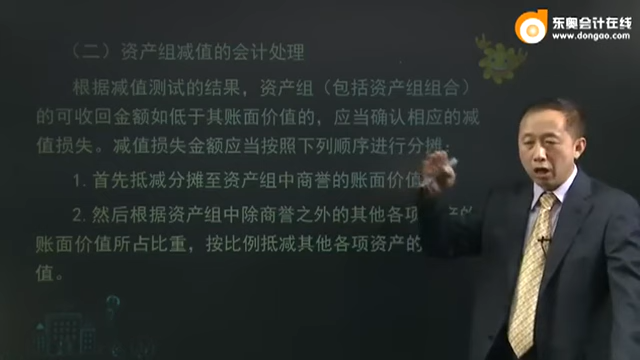 东奥会计在线
www.dongao.com
（二）资产组减值的会计处理
根据减值测试的结果，资产组（包括资产组组合）
的可收回金额如低于其账面价值的，应当确认相应的减
值损失。减值损失金额应当按照下列顺序进行分摊：
1.首先抵减分摊至资产组中商誉的账面价值
2.然后根据资产组中除商誉之外的其他各项
账面价值所占比重，按比例抵减其他各项资产的
值。